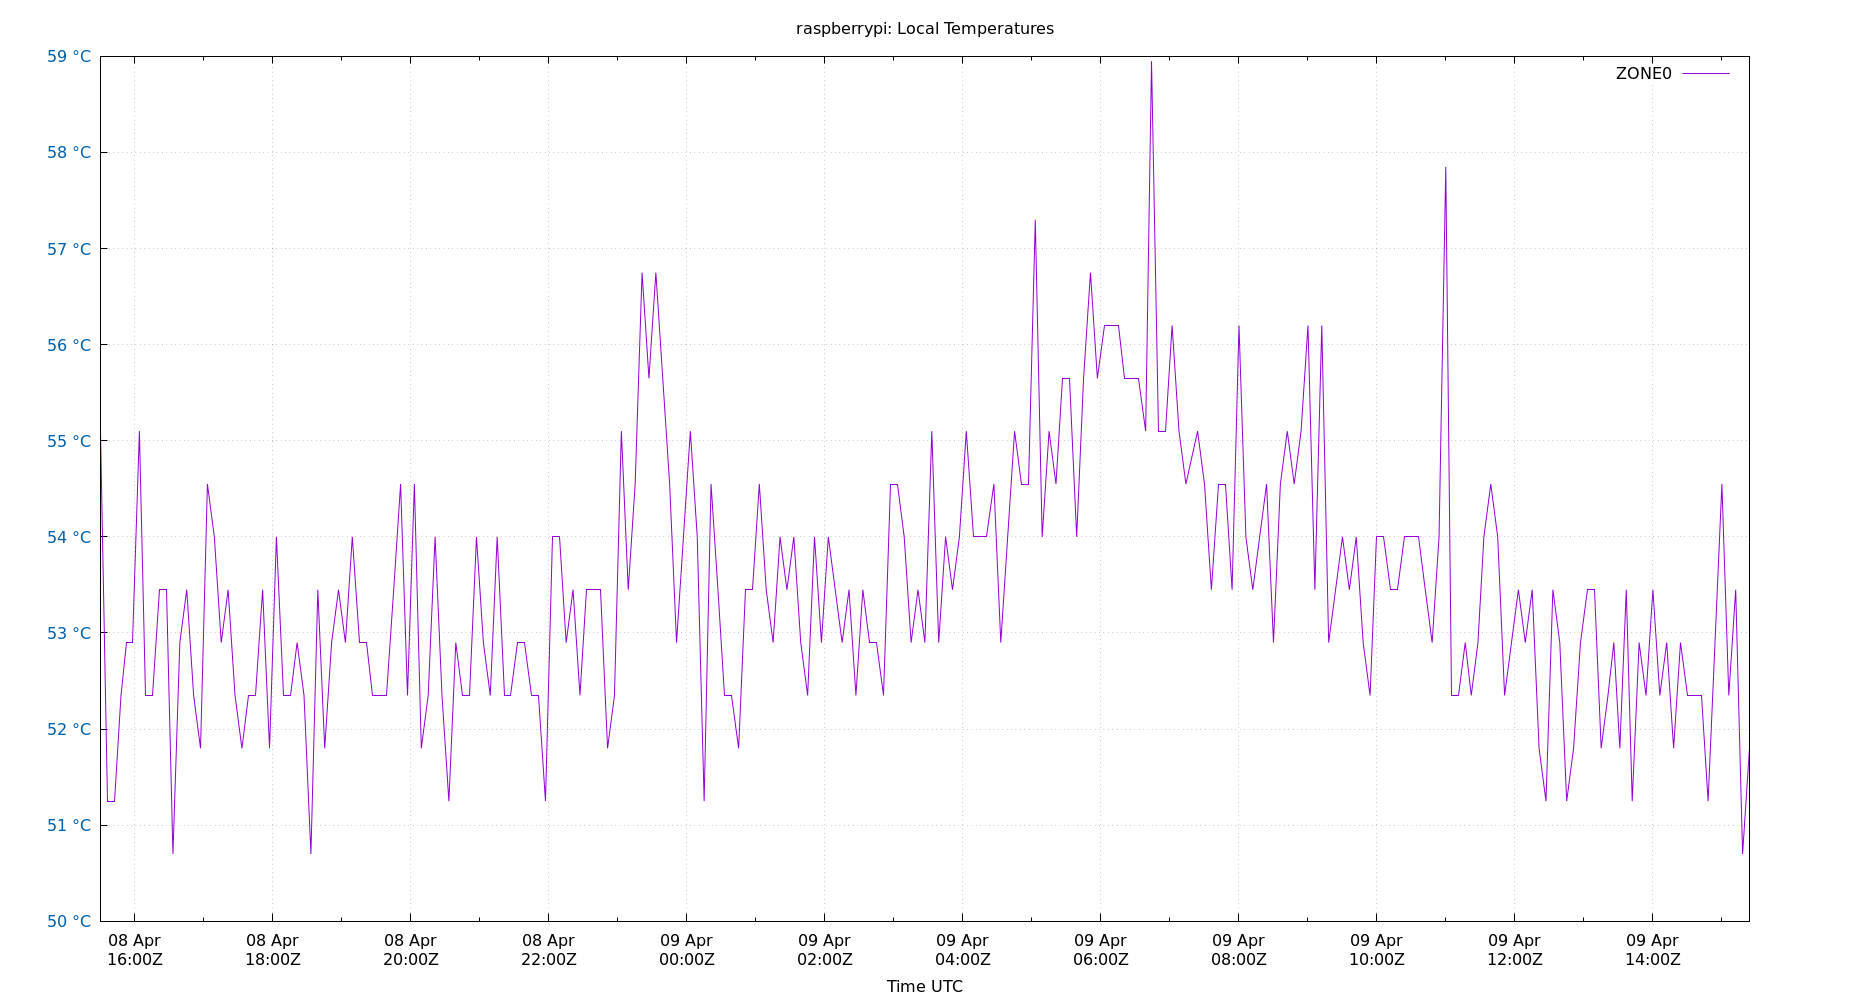 raspberrypi: Local Temperatures
59 °C
ZONE0
58 °C
57 °C
56 °C
55 °C
54 °C
53 °C
52 °C
51 °C
50 °C
08 Apr 08 Apr 08 Apr 08 Apr 09 Apr 09 Apr 09 Apr 09 Apr 09 Apr 09 Apr 09 Apr 09 Apr
16:00Z 18:00Z 20:00Z 22:00Z 00:00Z 02:00Z 04:00Z 06:00Z 08:00Z 10:00Z 12:00Z 14:00Z
Time UTC